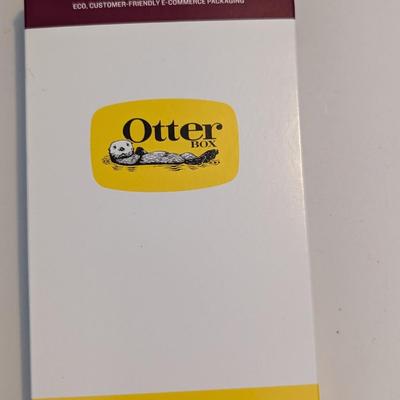 ECO, CUSTOMER-FRIENDLY E-COMMERCE PACKAGING
Otter
BOX